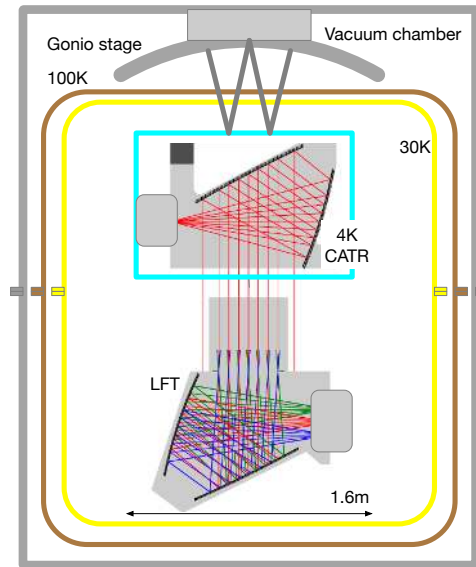 Gonio stage
Vacuum chamber
100K
30K
4K
CATR
LFT
1.6m